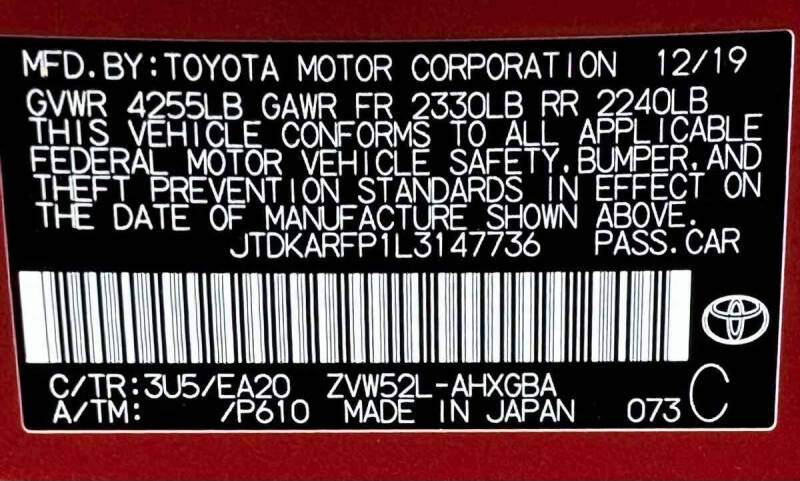 MFD. BY: TOYOTA MOTOR CORPORATION 12/19
GVWR 4255LB GAWR FR 2330LB RR 2240LB
THIS VEHICLE CONFORMS TO ALL APPLICABLE
FEDERAL MOTOR VEHICLE SAFETY, BUMPER, AND
THEFT PREVENTION STANDARDS IN EFFECT ON
THE DATE OF MANUFACTURE SHOWN ABOVE.
JTDKARFP1L3147736 PASS. CAR
C/TR: 3U5/EA20 ZVW52L-AHXGBA
A/TM: /P610 MADE IN JAPAN 073 C